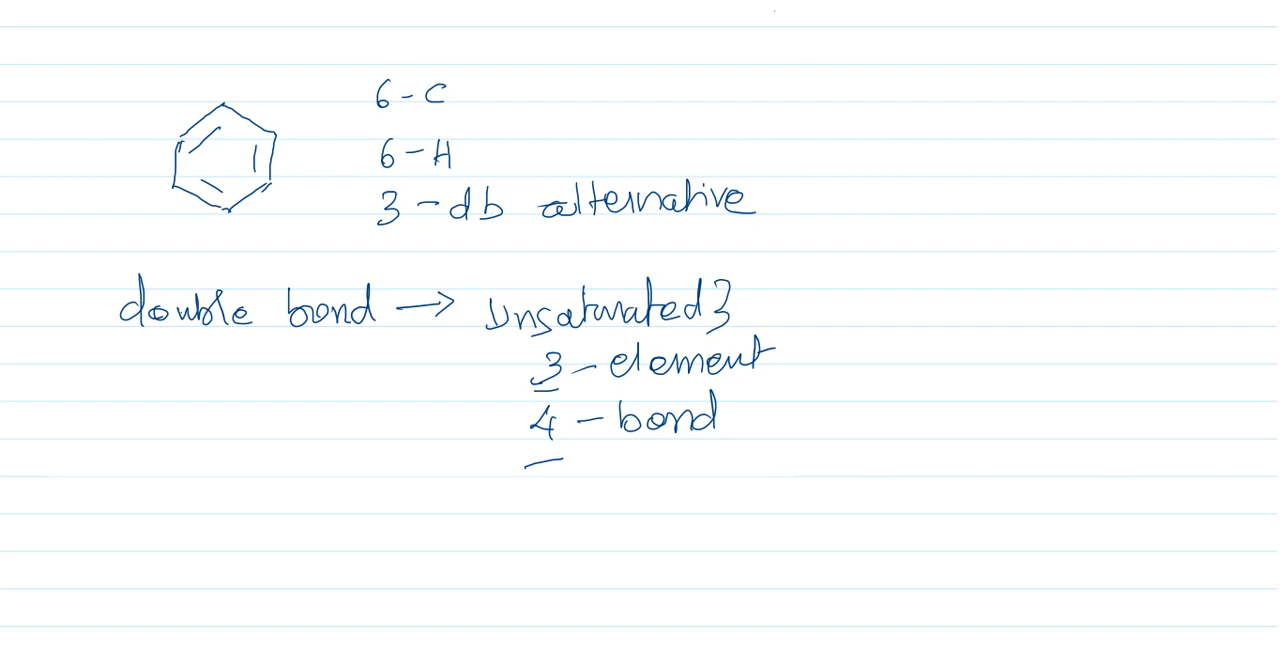 6 - C
6 - H
3 - db alternative
double bond → Unsaturated }
3 - element
4 - bond